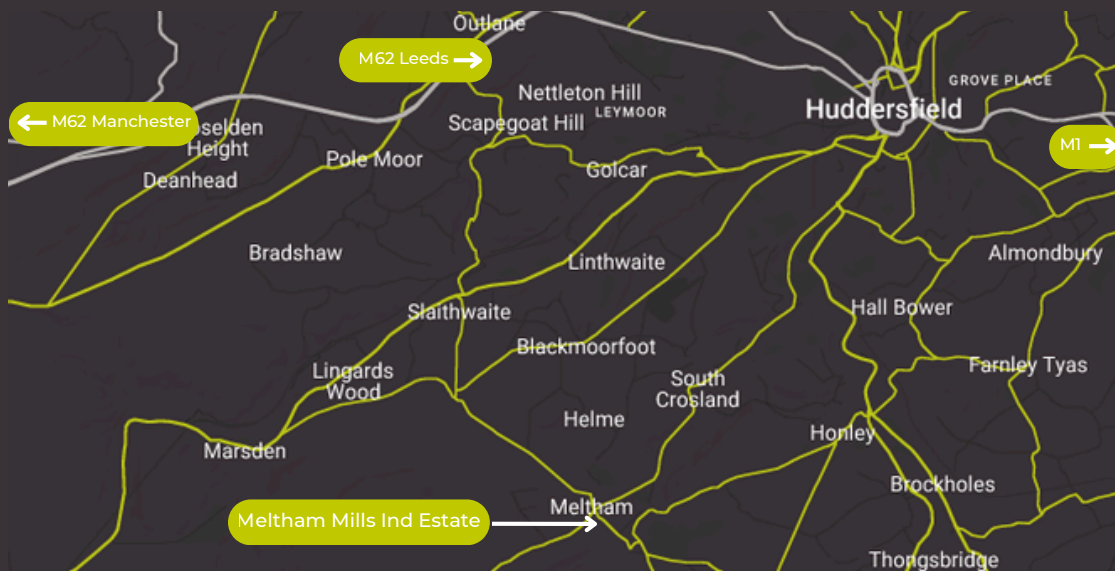 Outlane
M62 Leeds
GROVE PLACE
Nettleton Hill
LEYMOOR
Huddersfield
M62 Manchester
Scapegoat Hill
oselden
Height
M1
Pole Moor
Golcar
Deanhead
Bradshaw
Linthwaite
Almondbury
Slaithwaite
Hall Bower
Blackmoorfoot
Lingards
Wood
South
Crosland
Farnley Tyas
Helme
Honley
Marsden
Brockholes
Meltham
Meltham Mills Ind Estate
Thongsbridge